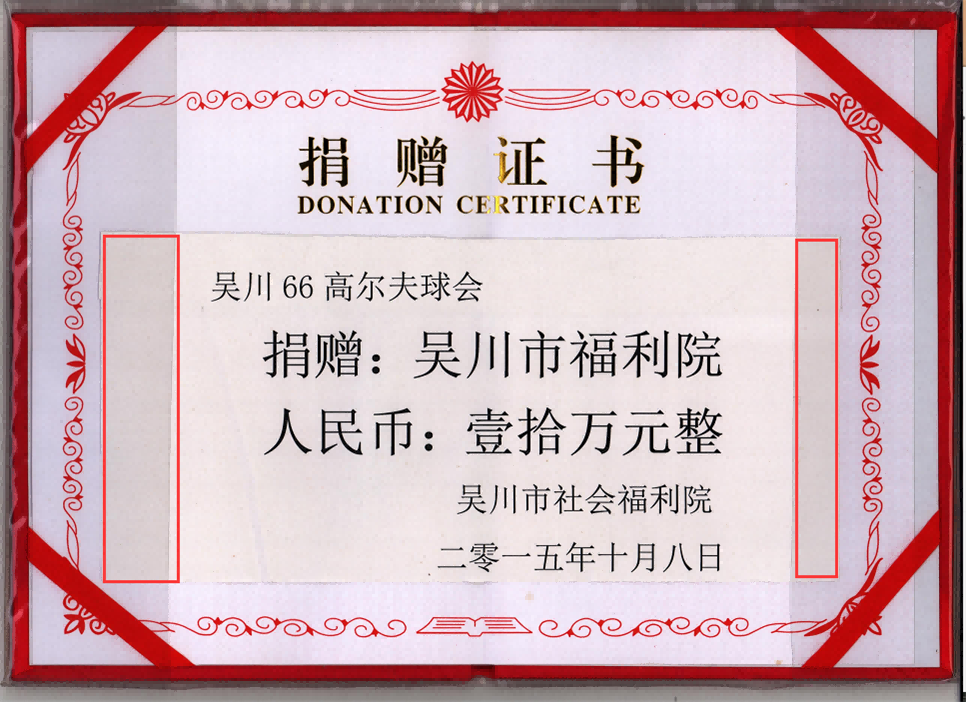 捐赠证书
DONATION CERTIFICATE
吴川66高尔夫球会
捐赠：吴川市福利院
人民币：壹拾万元整
吴川市社会福利院
二零一五年十月八日